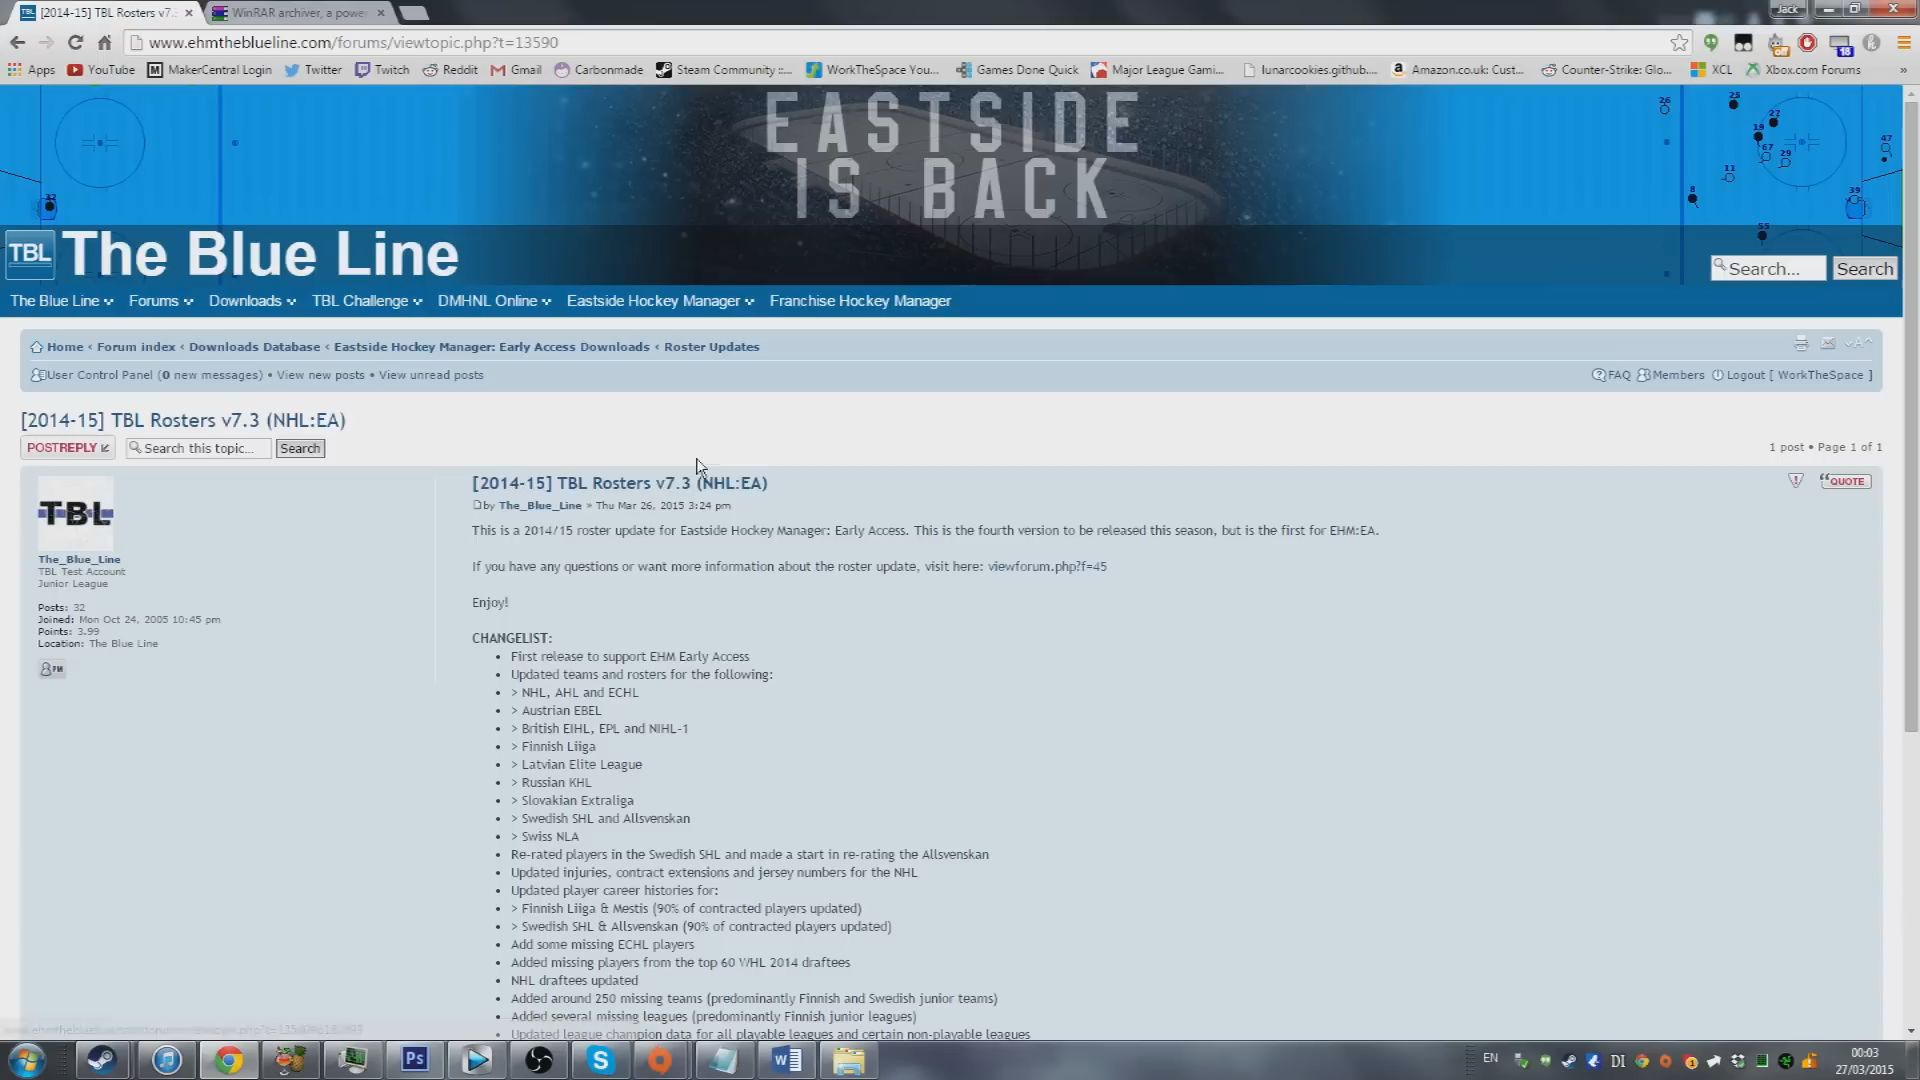 [2014-15] TBL Rosters v7.
WinRAR archiver, a powe
Jack
www.ehmtheblueline.com/forums/viewtopic.php?t=13590
Apps YouTube MakerCentral Login Twitter Twitch Reddit Gmail Carbonmade Steam Community ::... WorkTheSpace You... Games Done Quick Major League Gami... lunarcookies.github... Amazon.co.uk: Cust... Counter-Strike: Glo... XCL Xbox.com Forums »
EASTSIDE
IS BACK
TBL The Blue Line
Search... Search
The Blue Line Forums Downloads TBL Challenge DMHNL Online Eastside Hockey Manager Franchise Hockey Manager
Home ‹ Forum index ‹ Downloads Database ‹ Eastside Hockey Manager: Early Access Downloads ‹ Roster Updates
User Control Panel (0 new messages) • View new posts • View unread posts
FAQ Members Logout [ WorkTheSpace ]
[2014-15] TBL Rosters v7.3 (NHL:EA)
POSTREPLY Search this topic... Search
1 post • Page 1 of 1
TBL
The_Blue_Line
TBL Test Account
Junior League
Posts: 32
Joined: Mon Oct 24, 2005 10:45 pm
Points: 3.99
Location: The Blue Line
PM
[2014-15] TBL Rosters v7.3 (NHL:EA)
QUOTE
by The_Blue_Line » Thu Mar 26, 2015 3:24 pm
This is a 2014/15 roster update for Eastside Hockey Manager: Early Access. This is the fourth version to be released this season, but is the first for EHM:EA.
If you have any questions or want more information about the roster update, visit here: viewforum.php?f=45
Enjoy!
CHANGELIST:
• First release to support EHM Early Access
• Updated teams and rosters for the following:
• > NHL, AHL and ECHL
• > Austrian EBEL
• > British EIHL, EPL and NIHL-1
• > Finnish Liiga
• > Latvian Elite League
• > Russian KHL
• > Slovakian Extraliga
• > Swedish SHL and Allsvenskan
• > Swiss NLA
• Re-rated players in the Swedish SHL and made a start in re-rating the Allsvenskan
• Updated injuries, contract extensions and jersey numbers for the NHL
• Updated player career histories for:
• > Finnish Liiga & Mestis (90% of contracted players updated)
• > Swedish SHL & Allsvenskan (90% of contracted players updated)
• Add some missing ECHL players
• Added missing players from the top 60 WHL 2014 draftees
• NHL draftees updated
• Added around 250 missing teams (predominantly Finnish and Swedish junior teams)
• Added several missing leagues (predominantly Finnish junior leagues)
• Updated league champion data for all playable leagues and certain non-playable leagues
EN
00:03
27/03/2015